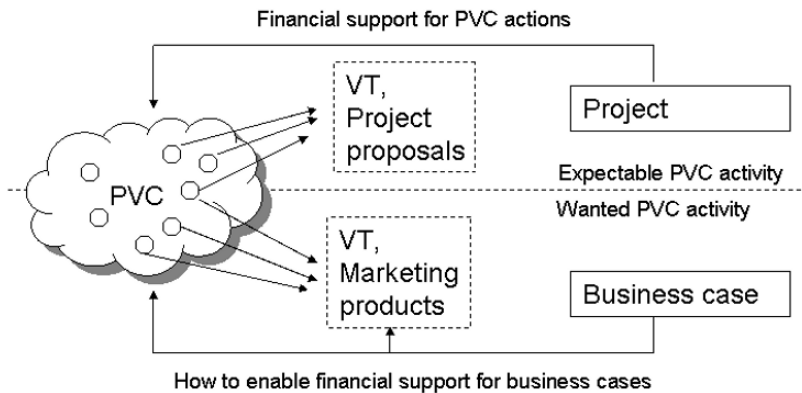 Financial support for PVC actions
VT,
Project
proposals
Project
PVC
Expectable PVC activity
Wanted PVC activity
VT,
Marketing
products
Business case
How to enable financial support for business cases